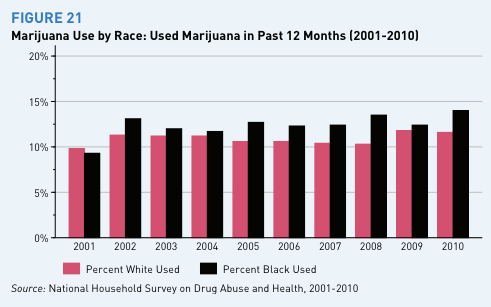 FIGURE 21
Marijuana Use by Race: Used Marijuana in Past 12 Months (2001-2010)
20%
15%
10%
5%
0%
2001 2002 2003 2004 2005 2006 2007 2008 2009 2010
Percent White Used Percent Black Used
Source: National Household Survey on Drug Abuse and Health, 2001-2010